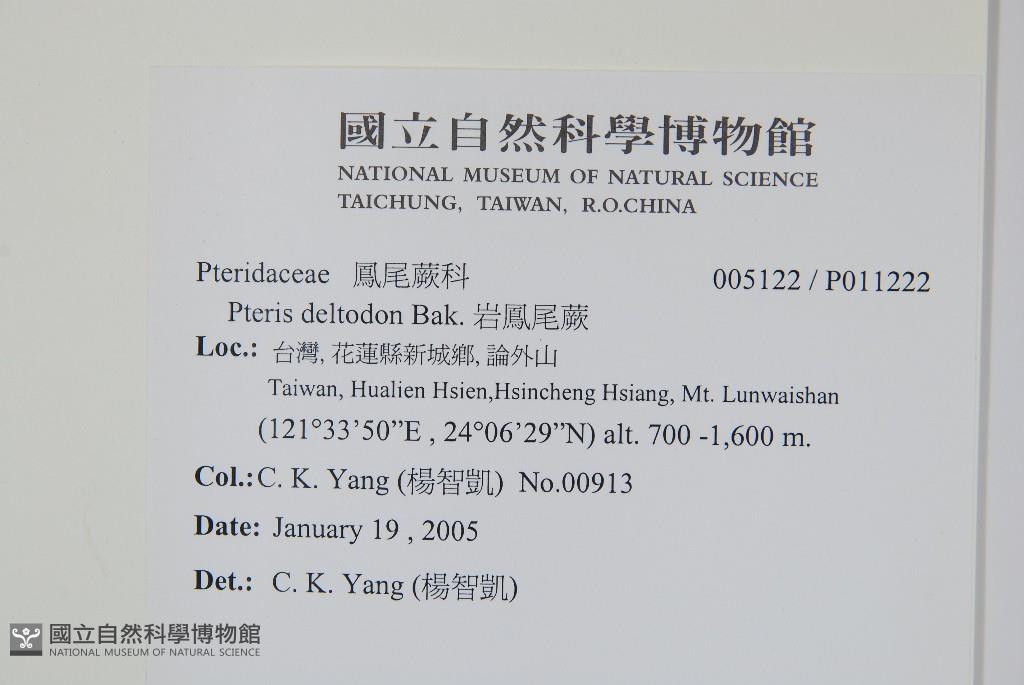 國立自然科學博物館
NATIONAL MUSEUM OF NATURAL SCIENCE
TAICHUNG, TAIWAN, R.O.CHINA
Pteridaceae 鳳尾蕨科 005122 / P011222
Pteris deltodon Bak. 岩鳳尾蕨
Loc.: 台灣, 花蓮縣新城鄉, 論外山
Taiwan, Hualien Hsien,Hsincheng Hsiang, Mt. Lunwaishan
(121°33’50”E , 24°06’29”N) alt. 700 -1,600 m.
Col.: C. K. Yang (楊智凱) No.00913
Date: January 19 , 2005
Det.: C. K. Yang (楊智凱)
國立自然科學博物館
NATIONAL MUSEUM OF NATURAL SCIENCE